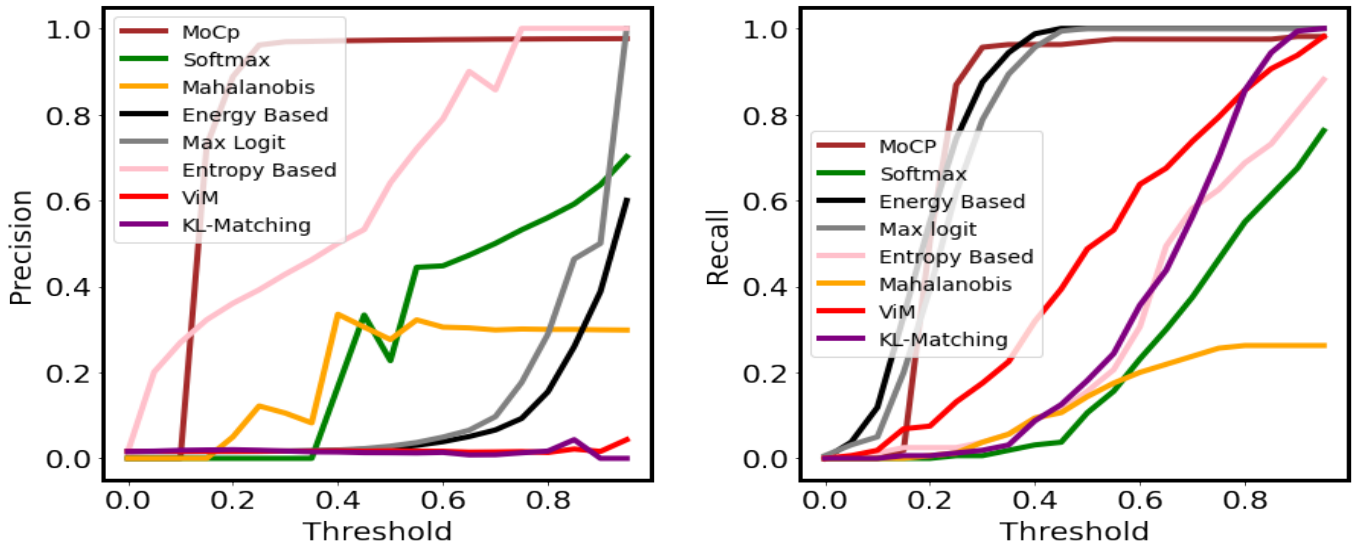 1.0
0.8
0.6
0.4
0.2
0.0
Precision
MoCp
Softmax
Mahalanobis
Energy Based
Max Logit
Entropy Based
ViM
KL-Matching
0.0 0.2 0.4 0.6 0.8
Threshold
1.0
0.8
0.6
0.4
0.2
0.0
Recall
MoCP
Softmax
Energy Based
Max logit
Entropy Based
Mahalanobis
ViM
KL-Matching
0.0 0.2 0.4 0.6 0.8
Threshold